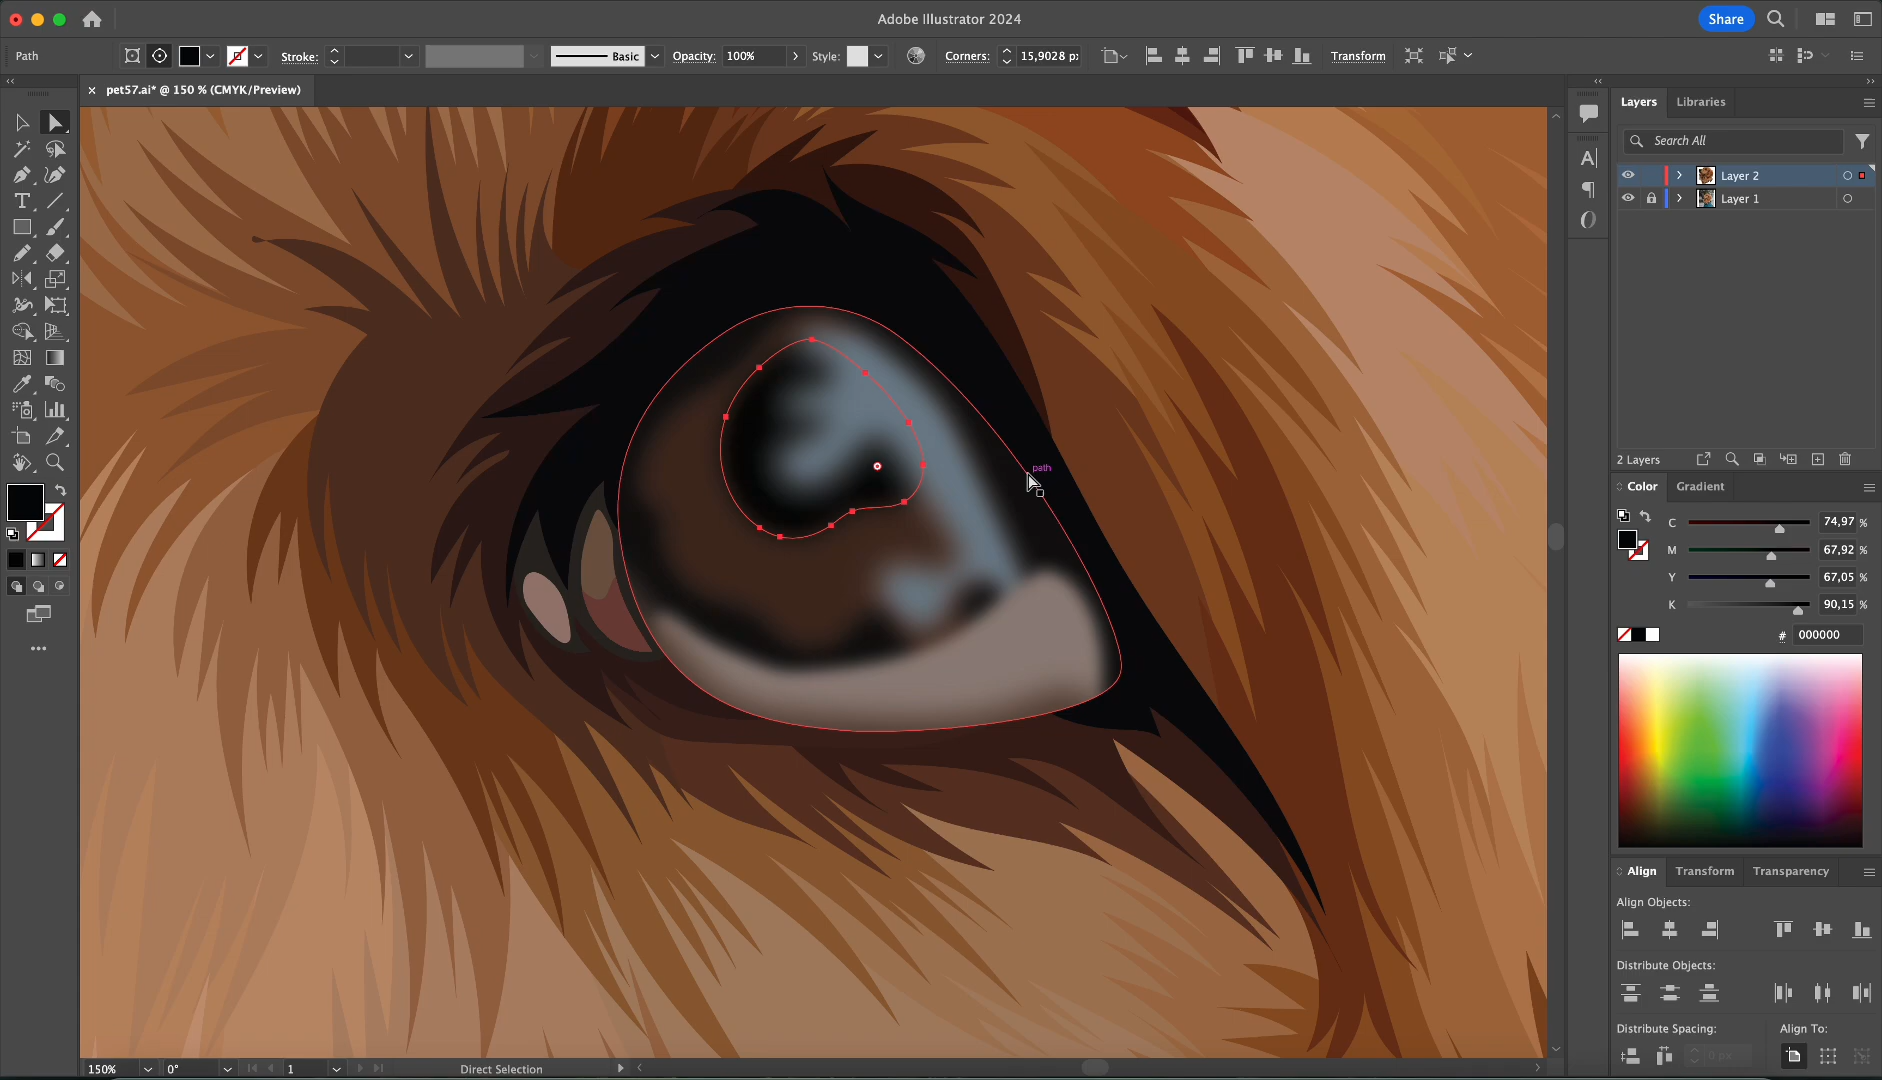 Adobe Illustrator 2024
Share
Path
Stroke:
Basic
Opacity:
100%
Style:
Corners:
15,9028 p:
Transform
× pet57.ai* @ 150 % (CMYK/Preview)
Layers
Libraries
Search All
Layer 2
Layer 1
path
2 Layers
Color
Gradient
C 74,97 %
M 67,92 %
Y 67,05 %
K 90,15 %
# 000000
Align
Transform
Transparency
Align Objects:
Distribute Objects:
Distribute Spacing:
Align To:
0 px
150%
0°
1
Direct Selection